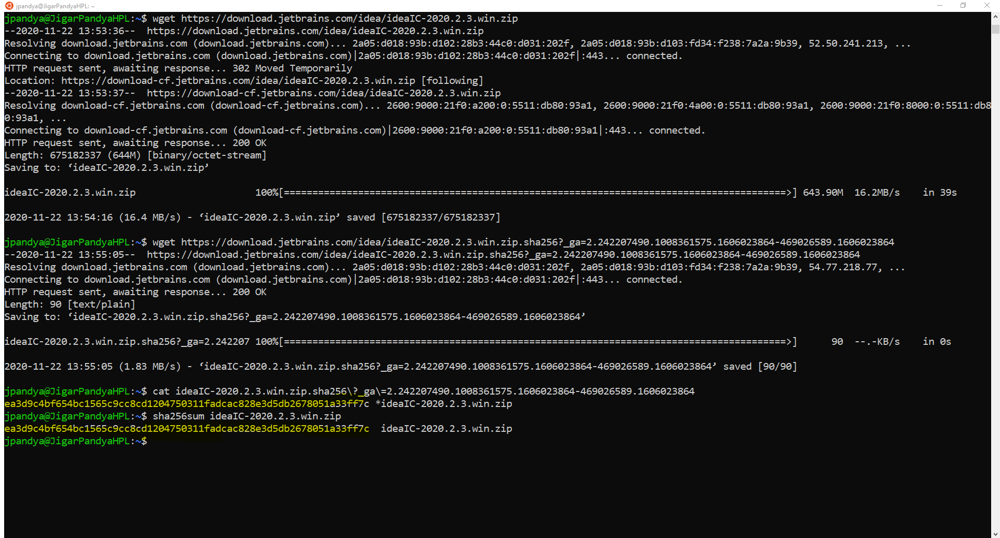 jpandya@JigarPandyaHPL: ~
jpandya@JigarPandyaHPL:~$ wget https://download.jetbrains.com/idea/ideaIC-2020.2.3.win.zip
--2020-11-22 13:53:36--  https://download.jetbrains.com/idea/ideaIC-2020.2.3.win.zip
Resolving download.jetbrains.com (download.jetbrains.com)... 2a05:d018:93b:d102:28b3:44c0:d031:202f, 2a05:d018:93b:d103:fd34:f238:7a2a:9b39, 52.50.241.213, ...
Connecting to download.jetbrains.com (download.jetbrains.com)|2a05:d018:93b:d102:28b3:44c0:d031:202f|:443... connected.
HTTP request sent, awaiting response... 302 Moved Temporarily
Location: https://download-cf.jetbrains.com/idea/ideaIC-2020.2.3.win.zip [following]
--2020-11-22 13:53:37--  https://download-cf.jetbrains.com/idea/ideaIC-2020.2.3.win.zip
Resolving download-cf.jetbrains.com (download-cf.jetbrains.com)... 2600:9000:21f0:a200:0:5511:db80:93a1, 2600:9000:21f0:4a00:0:5511:db80:93a1, 2600:9000:21f0:8000:0:5511:db8
0:93a1, ...
Connecting to download-cf.jetbrains.com (download-cf.jetbrains.com)|2600:9000:21f0:a200:0:5511:db80:93a1|:443... connected.
HTTP request sent, awaiting response... 200 OK
Length: 675182337 (644M) [binary/octet-stream]
Saving to: ‘ideaIC-2020.2.3.win.zip’
ideaIC-2020.2.3.win.zip                     100%[========================================================================================>] 643.90M  16.2MB/s    in 39s
2020-11-22 13:54:16 (16.4 MB/s) - ‘ideaIC-2020.2.3.win.zip’ saved [675182337/675182337]
jpandya@JigarPandyaHPL:~$ wget https://download.jetbrains.com/idea/ideaIC-2020.2.3.win.zip.sha256?_ga=2.242207490.1008361575.1606023864-469026589.1606023864
--2020-11-22 13:55:05--  https://download.jetbrains.com/idea/ideaIC-2020.2.3.win.zip.sha256?_ga=2.242207490.1008361575.1606023864-469026589.1606023864
Resolving download.jetbrains.com (download.jetbrains.com)... 2a05:d018:93b:d102:28b3:44c0:d031:202f, 2a05:d018:93b:d103:fd34:f238:7a2a:9b39, 54.77.218.77, ...
Connecting to download.jetbrains.com (download.jetbrains.com)|2a05:d018:93b:d102:28b3:44c0:d031:202f|:443... connected.
HTTP request sent, awaiting response... 200 OK
Length: 90 [text/plain]
Saving to: ‘ideaIC-2020.2.3.win.zip.sha256?_ga=2.242207490.1008361575.1606023864-469026589.1606023864’
ideaIC-2020.2.3.win.zip.sha256?_ga=2.242207 100%[========================================================================================>]      90  --.-KB/s    in 0s
2020-11-22 13:55:05 (1.83 MB/s) - ‘ideaIC-2020.2.3.win.zip.sha256?_ga=2.242207490.1008361575.1606023864-469026589.1606023864’ saved [90/90]
jpandya@JigarPandyaHPL:~$ cat ideaIC-2020.2.3.win.zip.sha256\?_ga\=2.242207490.1008361575.1606023864-469026589.1606023864
ea3d9c4bf654bc1565c9cc8cd1204750311fadcac828e3d5db2678051a33ff7c *ideaIC-2020.2.3.win.zip
jpandya@JigarPandyaHPL:~$ sha256sum ideaIC-2020.2.3.win.zip
ea3d9c4bf654bc1565c9cc8cd1204750311fadcac828e3d5db2678051a33ff7c  ideaIC-2020.2.3.win.zip
jpandya@JigarPandyaHPL:~$